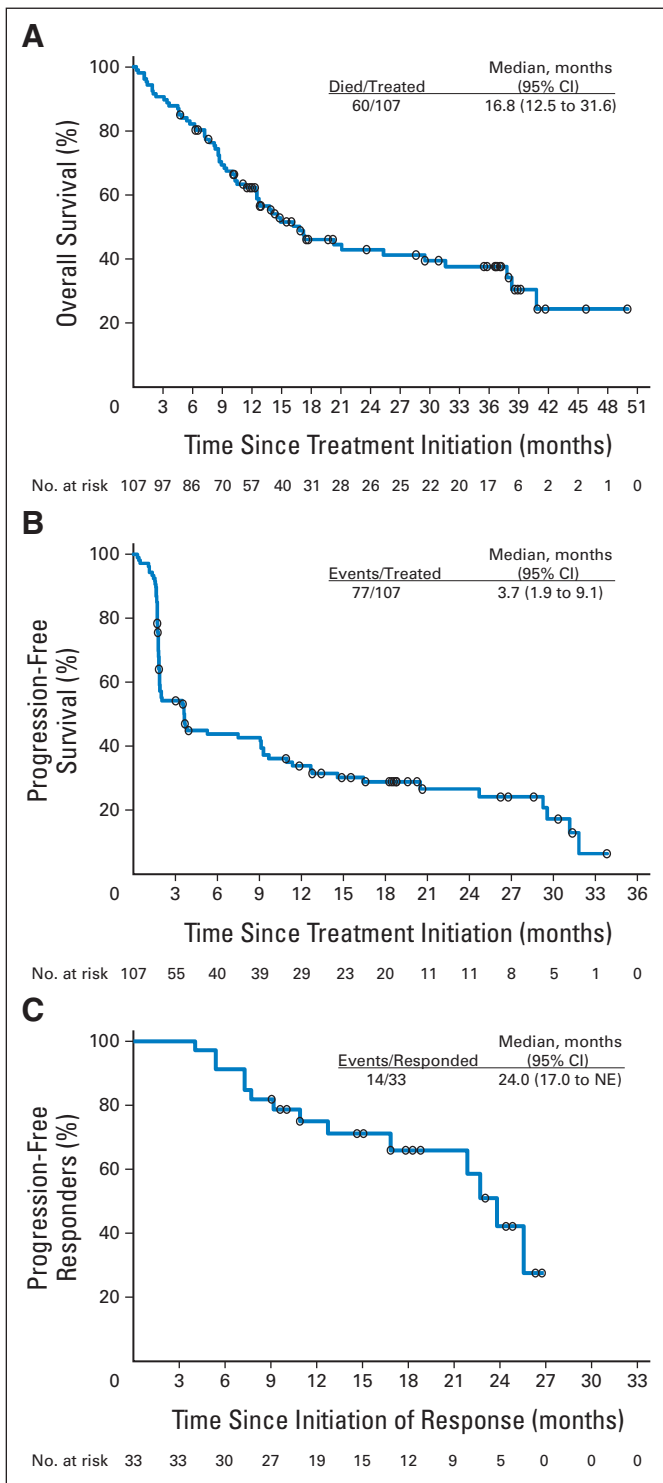 A
100
80
60
40
20
Overall Survival (%)
Died/Treated
60/107
Median, months
(95% CI)
16.8 (12.5 to 31.6)
0 3 6 9 12 15 18 21 24 27 30 33 36 39 42 45 48 51
Time Since Treatment Initiation (months)
No. at risk 107 97 86 70 57 40 31 28 26 25 22 20 17 6 2 2 1 0
B
100
80
60
40
20
Progression-Free
Survival (%)
Events/Treated
77/107
Median, months
(95% CI)
3.7 (1.9 to 9.1)
0 3 6 9 12 15 18 21 24 27 30 33 36
Time Since Treatment Initiation (months)
No. at risk 107 55 40 39 29 23 20 11 11 8 5 1 0
C
100
80
60
40
20
Progression-Free
Responders (%)
Events/Responded
14/33
Median, months
(95% CI)
24.0 (17.0 to NE)
0 3 6 9 12 15 18 21 24 27 30 33
Time Since Initiation of Response (months)
No. at risk 33 33 30 27 19 15 12 9 5 0 0 0